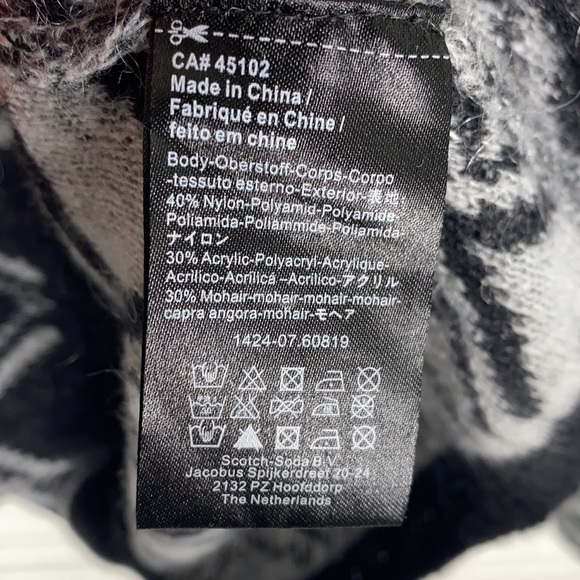 CA# 45102
Made in China /
Fabriqué en Chine /
feito em chine
Body-Oberstoff-Corps-Corpo
-tessuto esterno-Exterior-表地
40% Nylon-Polyamid-Polyamide-
Poliamida-Poliammide-Poliamida-
ナイロン
30% Acrylic-Polyacryl-Acrylique-
Acrilico-Acrílica –Acrilico-アクリル
30% Mohair-mohair-mohair-mohair-
capra angora-mohair-モヘア
1424-07.60819
Scotch-Soda B.V.
Jacobus Spijkerdreef 20-24
2132 PZ Hoofddorp
The Netherlands